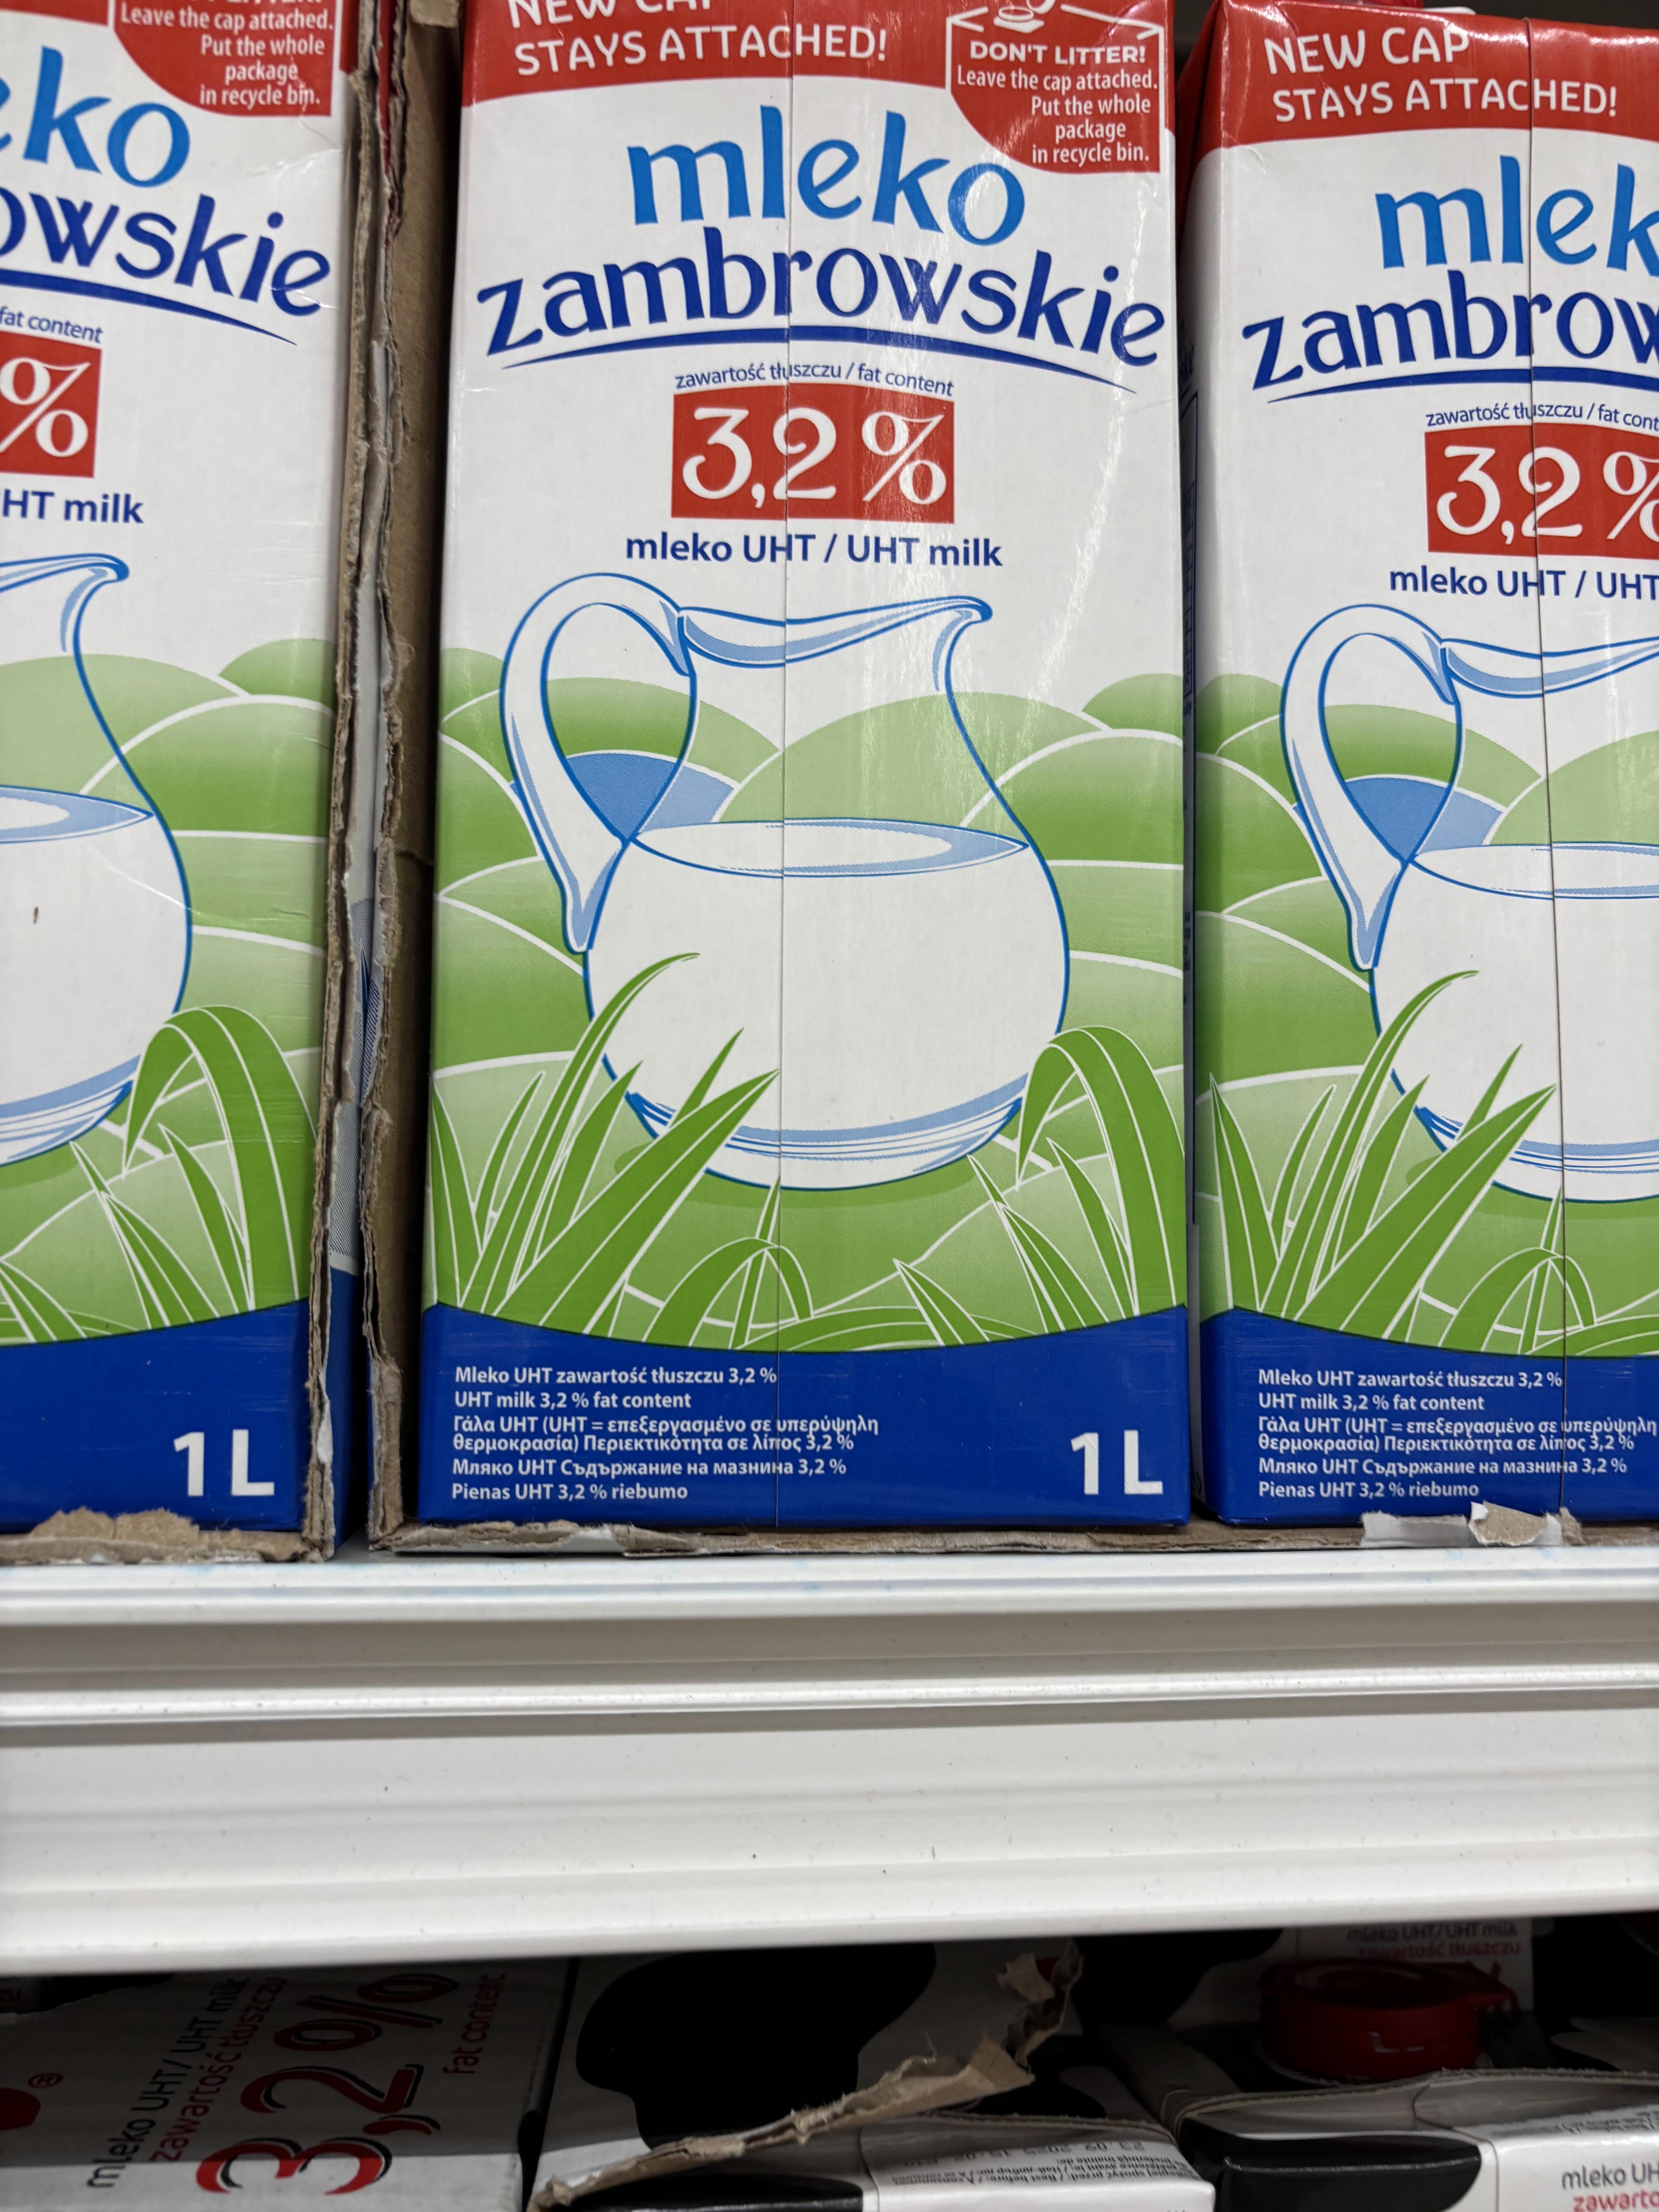 Leave the cap attached.
Put the whole
package
in recycle bin.
eko
owskie
fat content
%
HT milk
1L
NEW CAP
STAYS ATTACHED!
DON'T LITTER!
Leave the cap attached.
Put the whole
package
in recycle bin.
mleko
zambrowskie
zawartość tłuszczu / fat content
3,2 %
mleko UHT / UHT milk
Mleko UHT zawartość tłuszczu 3,2 %
UHT milk 3,2 % fat content
Γάλα UHT (UHT = επεξεργασμένο σε υπερύψηλη
θερμοκρασία) Περιεκτικότητα σε λίπος 3,2 %
Мляко UHT Съдържание на мазнина 3,2 %
Pienas UHT 3,2 % riebumo
1L
NEW CAP
STAYS ATTACHED!
mlek
zambrow
zawartość tłuszczu / fat cont
3,2 %
mleko UHT / UHT
Mleko UHT zawartość tłuszczu 3,2 %
UHT milk 3,2 % fat content
Γάλα UHT (UHT = επεξεργασμένο σε υπερύψηλη
θερμοκρασία) Περιεκτικότητα σε λίπος 3,2 %
Мляко UHT Съдържание на мазнина 3,2 %
Pienas UHT 3,2 % riebumo
mleko UHT / UHT milk
zawartość tłuszczu
3,2%
fat content
mleko UHT/UHT milk
zawartość tłuszczu
mleko UH
zawarto